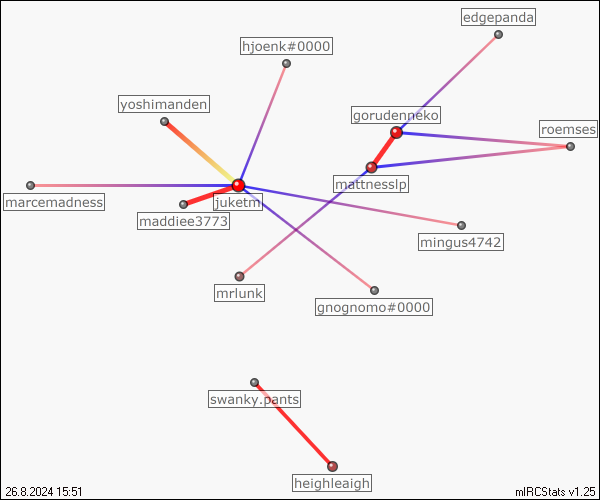 edgepanda
hjoenk#0000
yoshimanden
gorudenneko
roemses
mattnesslp
marcemadness
juketm
maddiee3773
mingus4742
mrlunk
gnognomo#0000
swanky.pants
heighleaigh
26.8.2024 15:51
mIRCStats v1.25